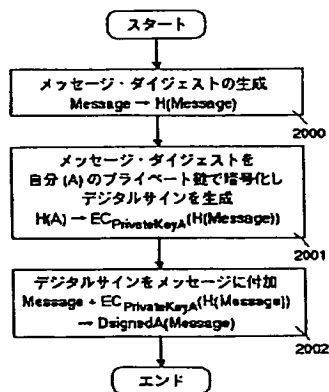 スタート
メッセージ・ダイジェストの生成
Message → H(Message)
2000
メッセージ・ダイジェストを
自分(A)のプライベート鍵で暗号化し
デジタルサインを生成
H(A) → ECPrivateKeyA(H(Message))
2001
デジタルサインをメッセージに付加
Message + ECPrivateKeyA(H(Message))
→ DsignedA(Message)
2002
エンド